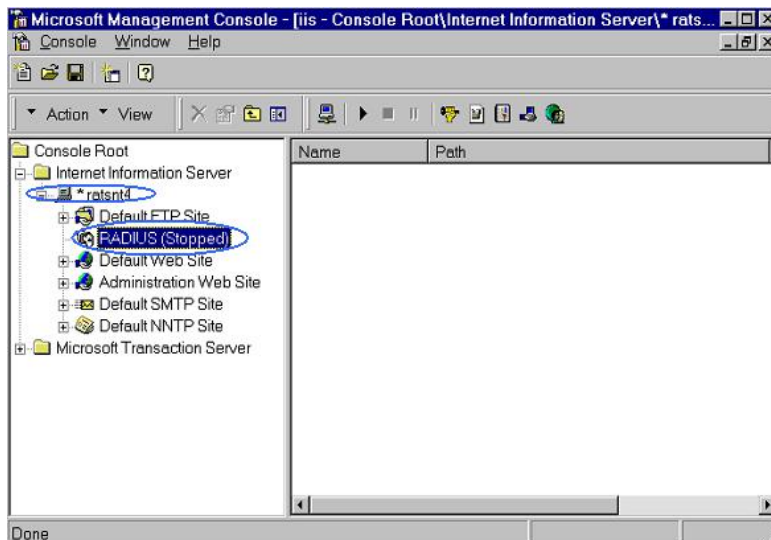 Microsoft Management Console - [iis - Console Root\Internet Information Server\* rats...
Console Window Help
Action View
Console Root
Internet Information Server
* ratsnt4
Default FTP Site
RADIUS (Stopped)
Default Web Site
Administration Web Site
Default SMTP Site
Default NNTP Site
Microsoft Transaction Server
Name Path
Done